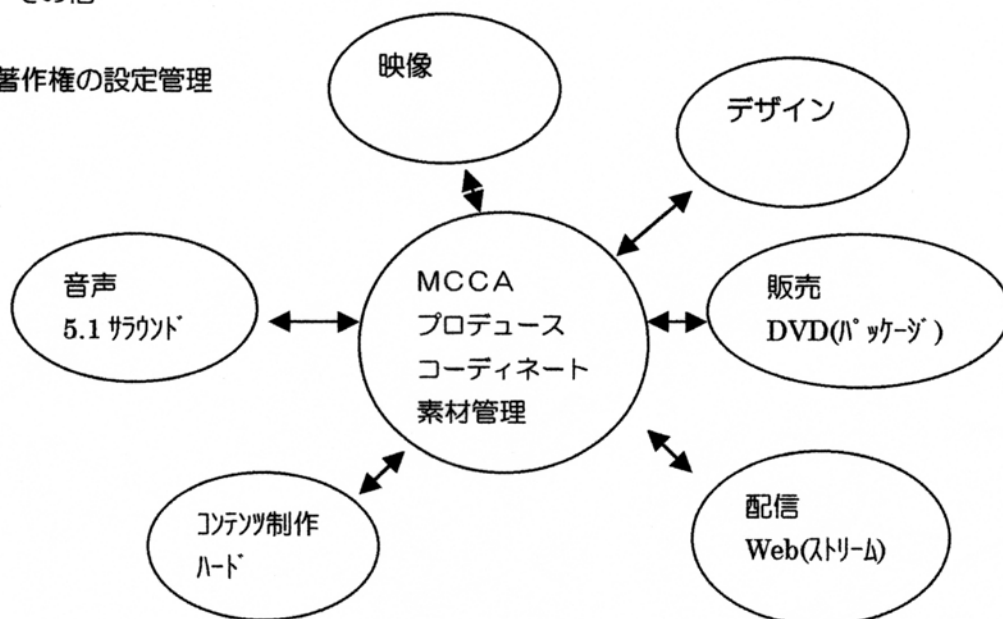 著作権の設定管理
映像
デザイン
音声
5.1 サラウンド
MCCA
プロデュース
コーディネート
素材管理
販売
DVD(パッケージ)
コンテンツ制作
ハード
配信
Web(ストリーム)